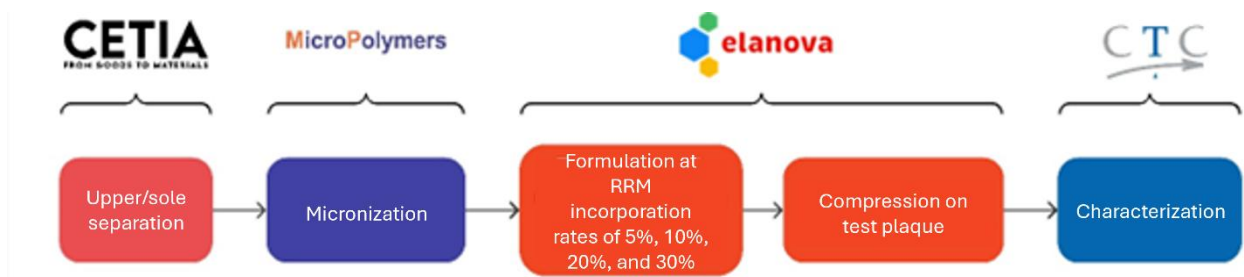 CETIA
FROM GOODS TO MATERIALS
MicroPolymers
elanova
CTC
Upper/sole
separation
Micronization
Formulation at
RRM
incorporation
rates of 5%, 10%,
20%, and 30%
Compression on
test plaque
Characterization